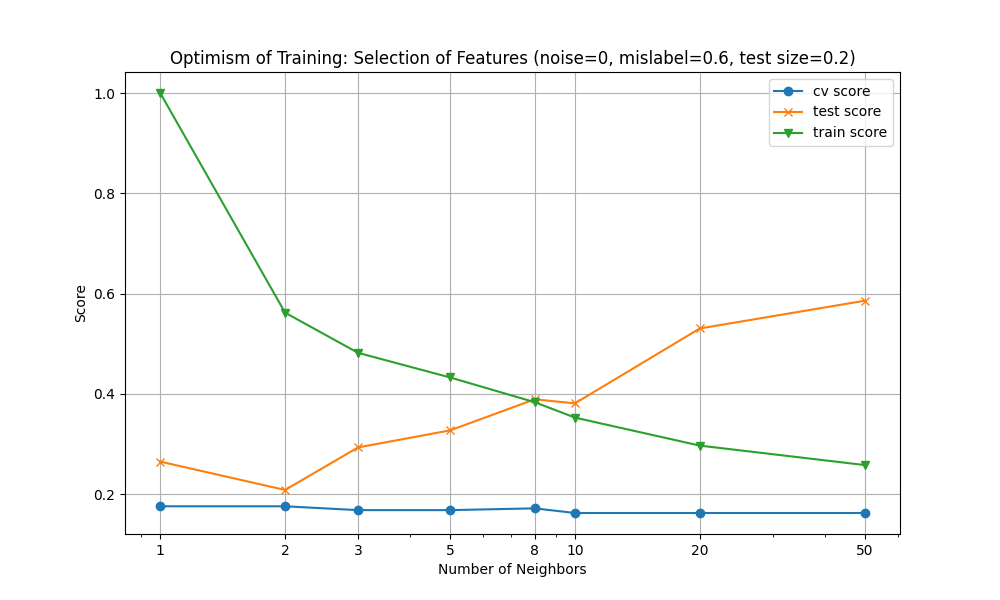 Optimism of Training: Selection of Features (noise=0, mislabel=0.6, test size=0.2)
cv score
test score
train score
1.0
0.8
0.6
0.4
0.2
Score
1 2 3 5 8 10 20 50
Number of Neighbors